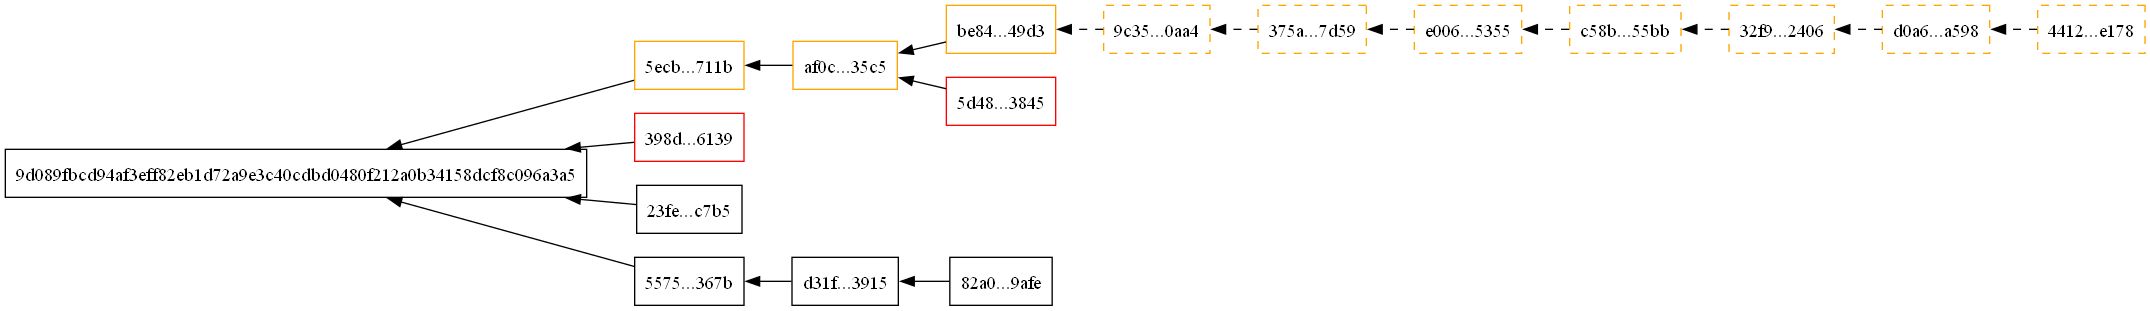 be84...49d3
9c35...0aa4
375a...7d59
e006...5355
c58b...55bb
32f9...2406
d0a6...a598
4412...e178
5ecb...711b
af0c...35c5
5d48...3845
398d...6139
9d089fbcd94af3eff82eb1d72a9e3c40cdbd0480f212a0b34158dcf8c096a3a5
23fe...c7b5
5575...367b
d31f...3915
82a0...9afe